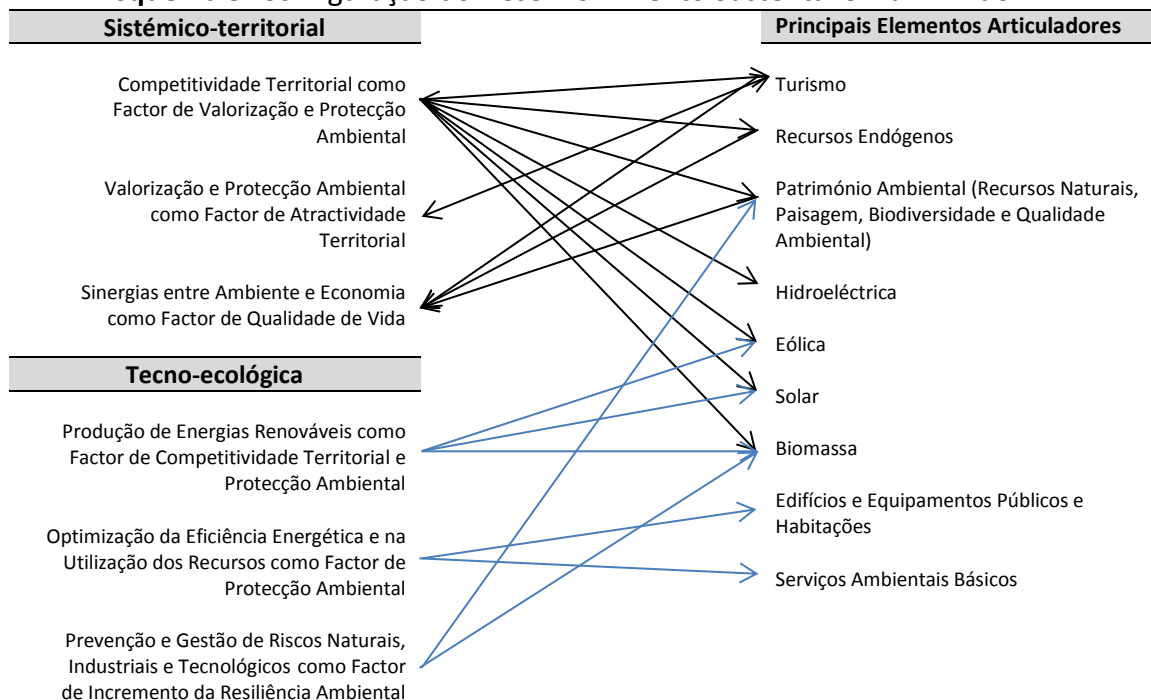 Sistémico-territorial
Competitividade Territorial como
Factor de Valorização e Protecção
Ambiental
Valorização e Protecção Ambiental
como Factor de Atractividade
Territorial
Sinergias entre Ambiente e Economia
como Factor de Qualidade de Vida
Tecno-ecológica
Produção de Energias Renováveis como
Factor de Competitividade Territorial e
Protecção Ambiental
Optimização da Eficiência Energética e na
Utilização dos Recursos como Factor de
Protecção Ambiental
Prevenção e Gestão de Riscos Naturais,
Industriais e Tecnológicos como Factor
de Incremento da Resiliência Ambiental
Principais Elementos Articuladores
Turismo
Recursos Endógenos
Património Ambiental (Recursos Naturais,
Paisagem, Biodiversidade e Qualidade
Ambiental)
Hidroeléctrica
Eólica
Solar
Biomassa
Edifícios e Equipamentos Públicos e
Habitações
Serviços Ambientais Básicos